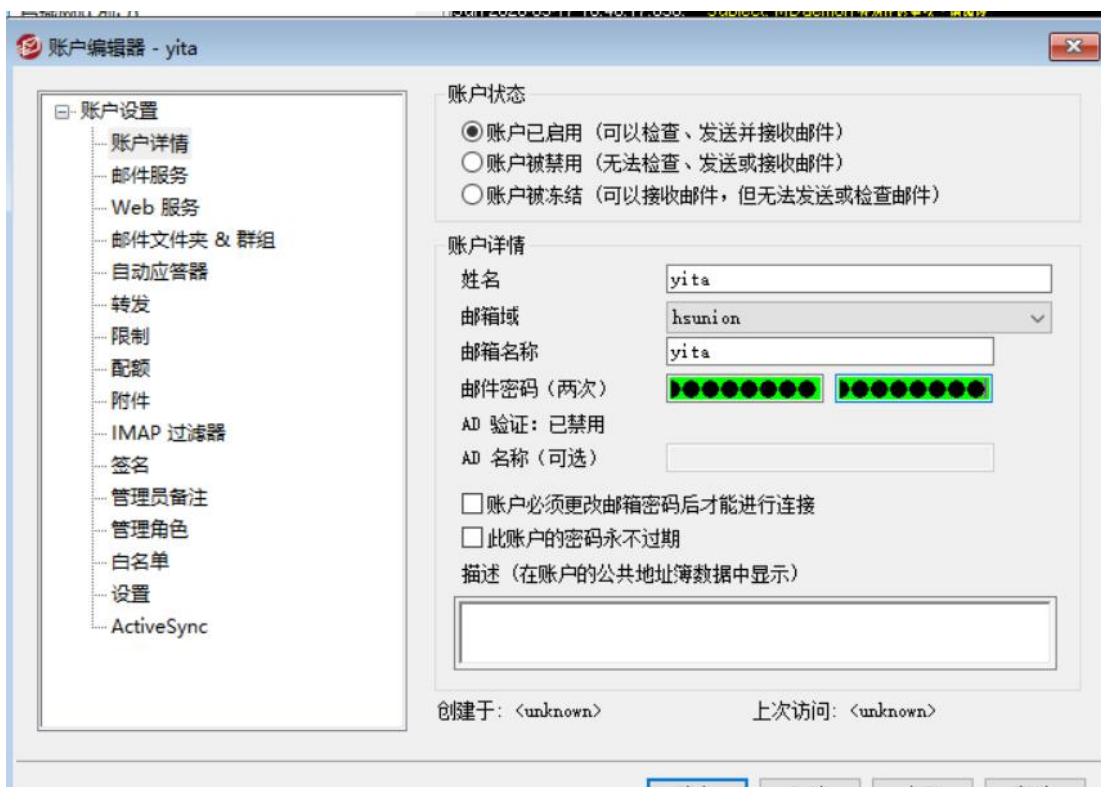 账户编辑器 - yita
账户设置
账户详情
邮件服务
Web 服务
邮件文件夹 & 群组
自动应答器
转发
限制
配额
附件
IMAP 过滤器
签名
管理员备注
管理角色
白名单
设置
ActiveSync
账户状态
账户已启用（可以检查、发送并接收邮件）
账户被禁用（无法检查、发送或接收邮件）
账户被冻结（可以接收邮件，但无法发送或检查邮件）
账户详情
姓名 yita
邮箱域 hsunion
邮箱名称 yita
邮件密码（两次）
AD 验证：已禁用
AD 名称（可选）
账户必须更改邮箱密码后才能进行连接
此账户的密码永不过期
描述（在账户的公共地址簿数据中显示）
创建于：<unknown> 上次访问：<unknown>